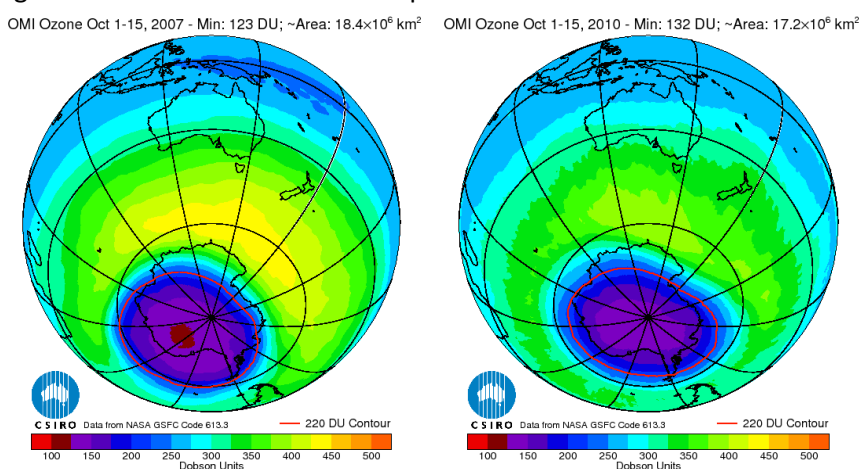 OMI Ozone Oct 1-15, 2007 - Min: 123 DU; ~Area: 18.4×10⁶ km²
OMI Ozone Oct 1-15, 2010 - Min: 132 DU; ~Area: 17.2×10⁶ km²
CSIRO
Data from NASA GSFC Code 613.3
220 DU Contour
100 150 200 250 300 350 400 450 500
Dobson Units
CSIRO
Data from NASA GSFC Code 613.3
220 DU Contour
100 150 200 250 300 350 400 450 500
Dobson Units